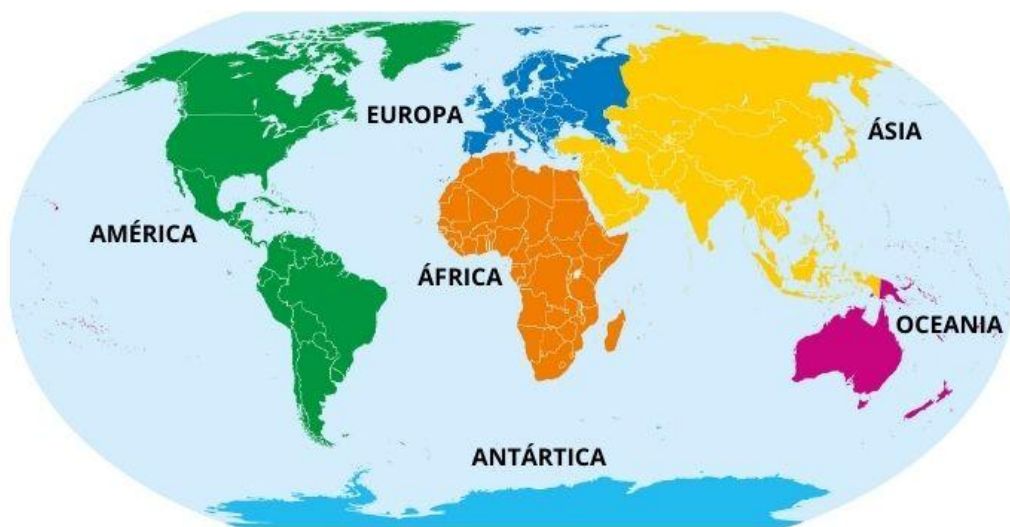 EUROPA
ÁSIA
AMÉRICA
ÁFRICA
OCEANIA
ANTÁRTICA